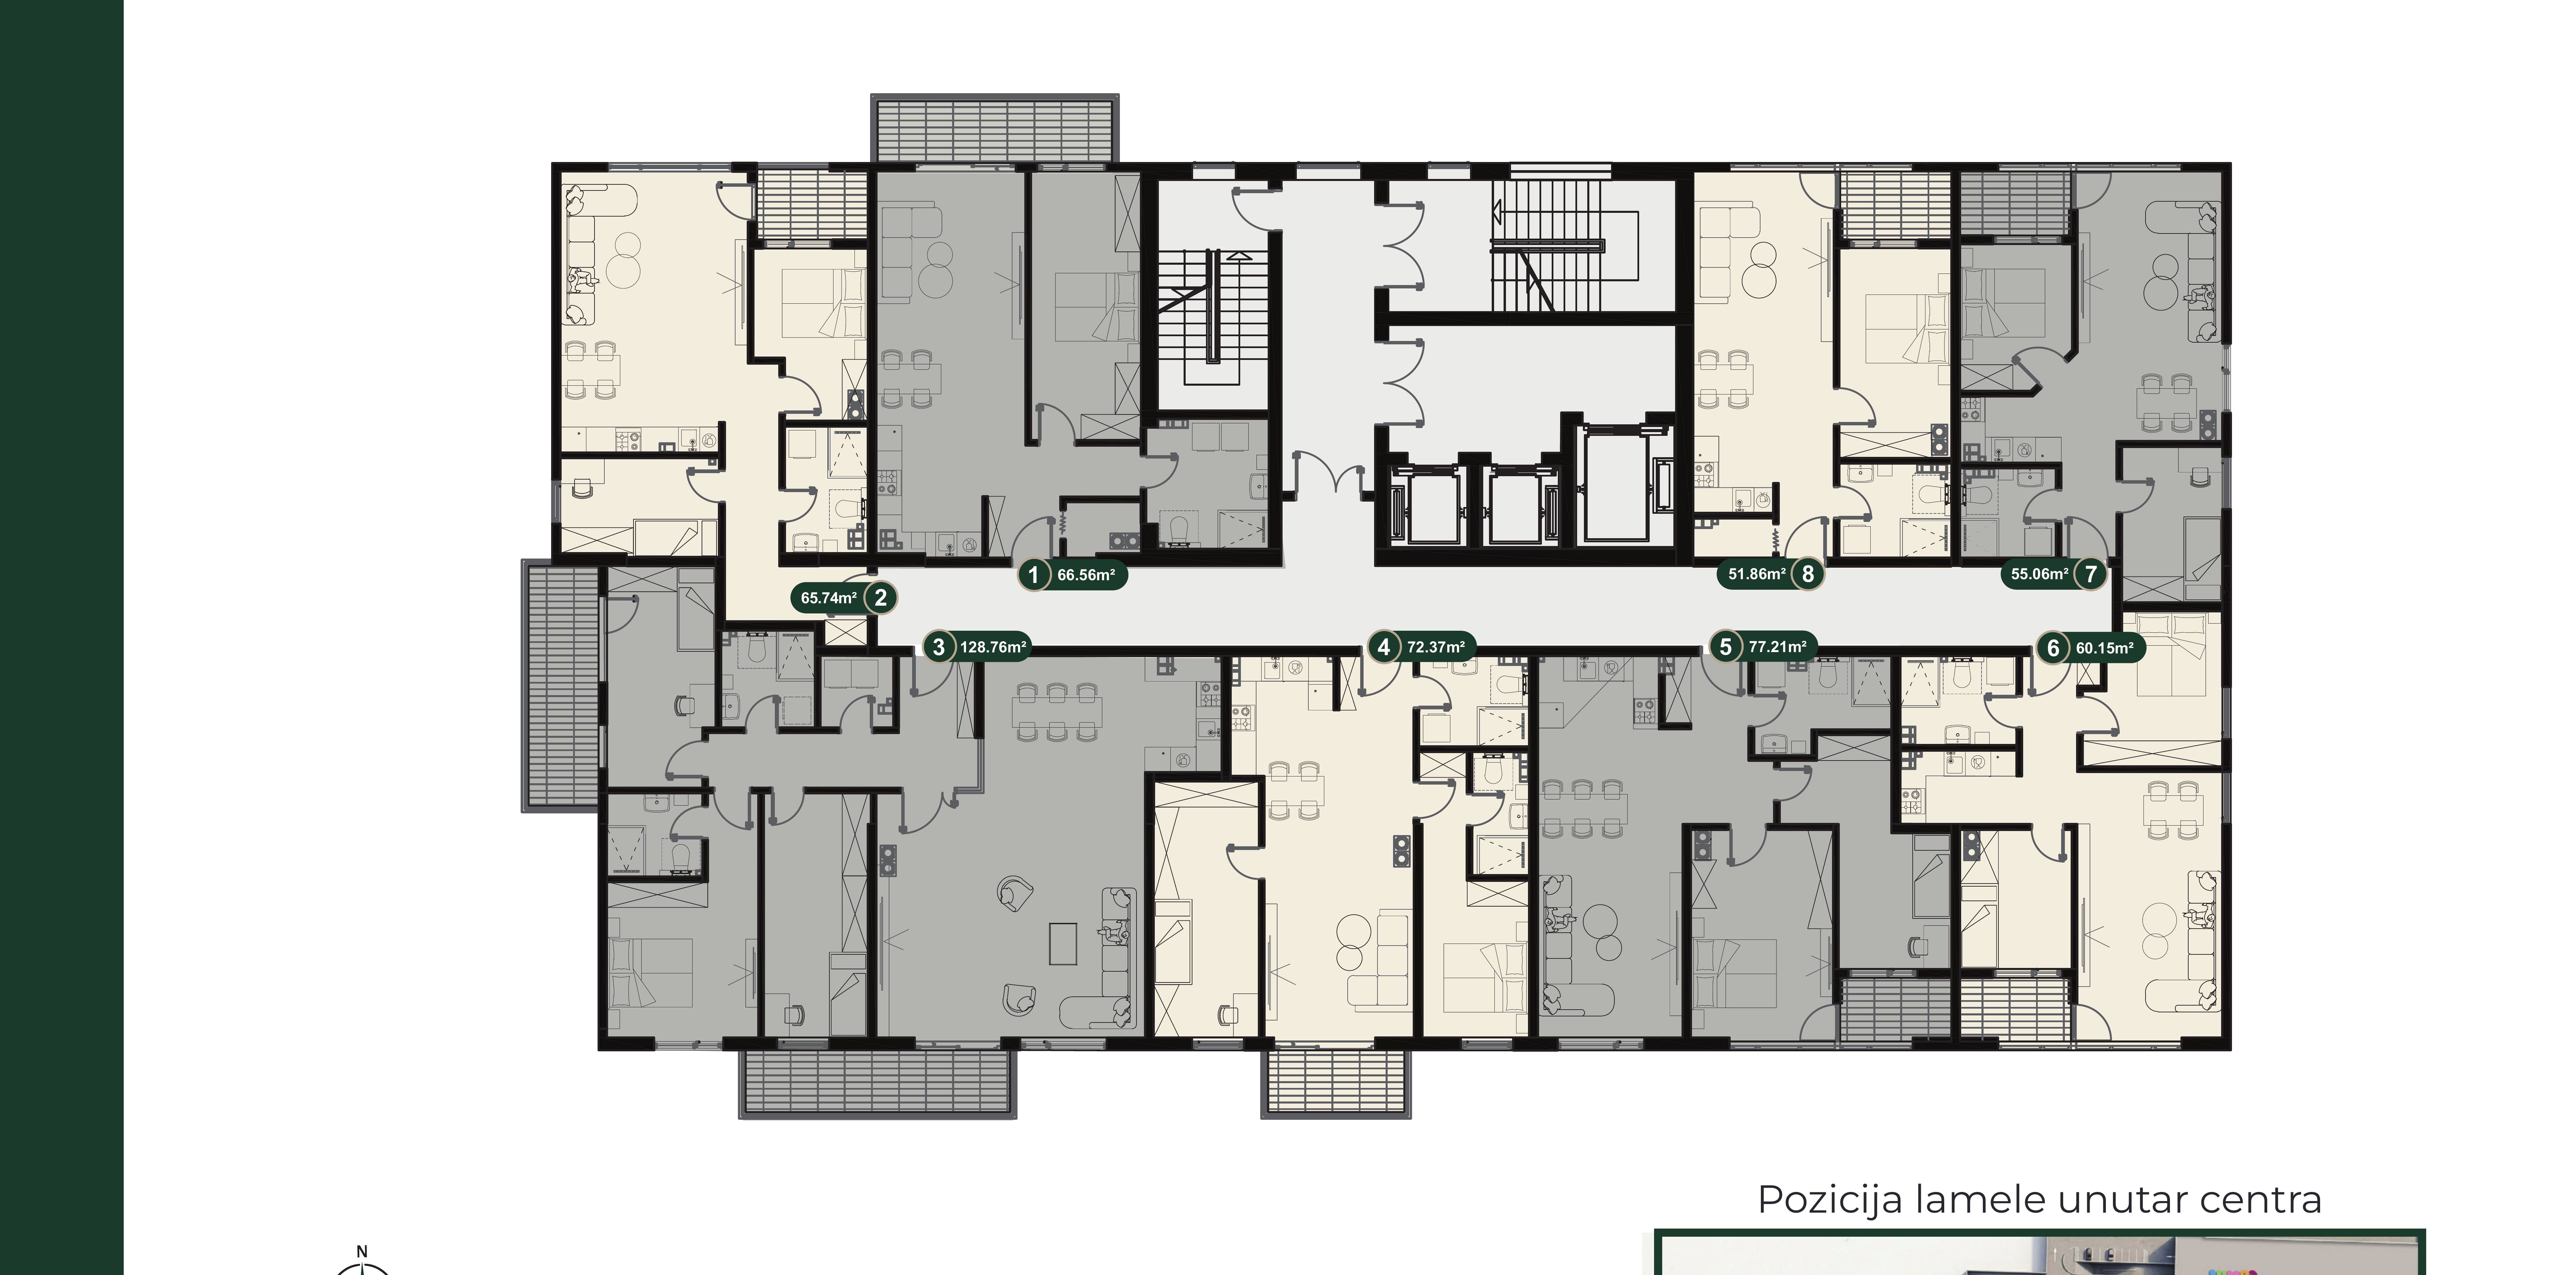 1 66.56m²
51.86m² 8
55.06m² 7
65.74m² 2
3 128.76m²
4 72.37m²
5 77.21m²
6 60.15m²
Pozicija lamele unutar centra
N